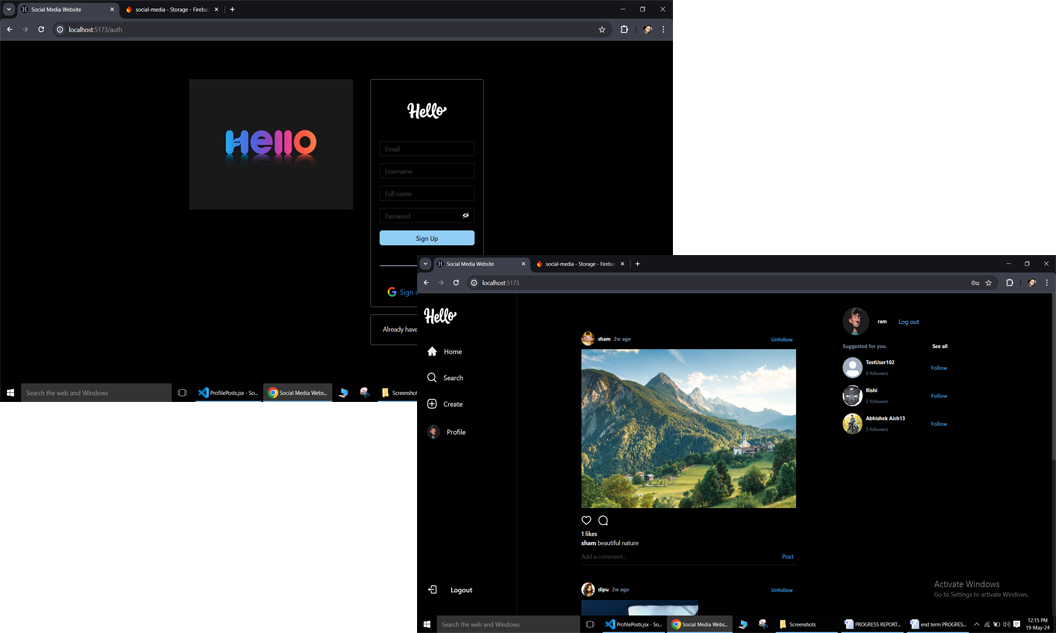 Social Media Website
social-media - Storage - Fireba
localhost:5173/auth
Hello
Hello
Email
Username
Full name
Password
Sign Up
Sign
Already have
Search the web and Windows
ProfilePosts.jsx - So...
Social Media Webs...
Screenshot
Social Media Website
social-media - Storage - Fireba
localhost:5173
Hello
Home
Search
Create
Profile
Logout
sham 2w ago
Unfollow
1 likes
sham beautiful nature
Add a comment...
Post
dipu 2w ago
Unfollow
ram
Log out
Suggested for you
See all
TestUser102
0 followers
Follow
Rishi
2 followers
Follow
Abhishek Aich13
3 followers
Follow
Activate Windows
Go to Settings to activate Windows.
Search the web and Windows
ProfilePosts.jsx - So...
Social Media Webs...
Screenshots
PROGRESS REPORT...
end term PROGRES...
12:15 PM
19-May-24